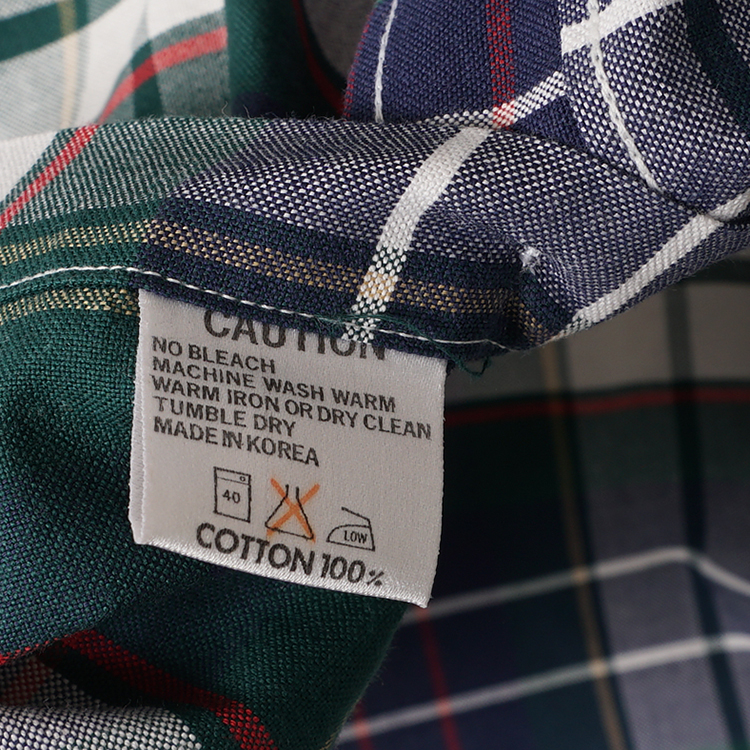 CAUTION
NO BLEACH
MACHINE WASH WARM
WARM IRON OR DRY CLEAN
TUMBLE DRY
MADE IN KOREA
40
LOW
COTTON 100%